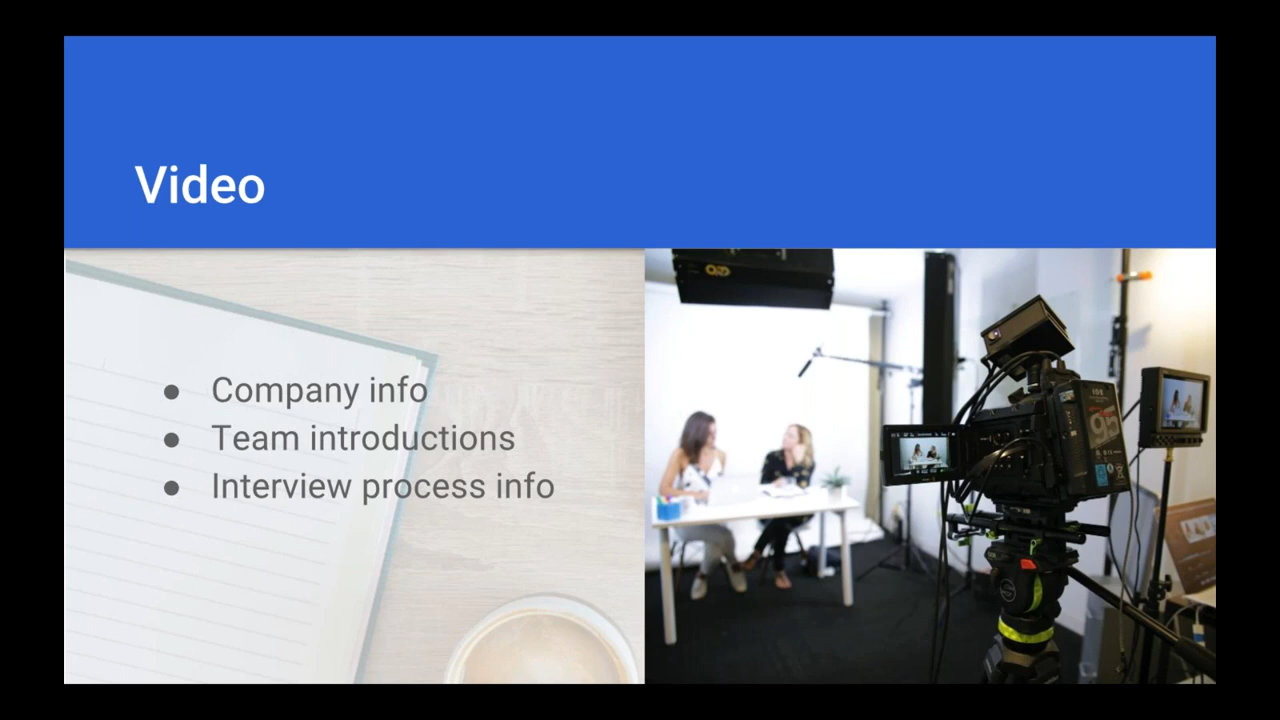 Video
● Company info
● Team introductions
● Interview process info